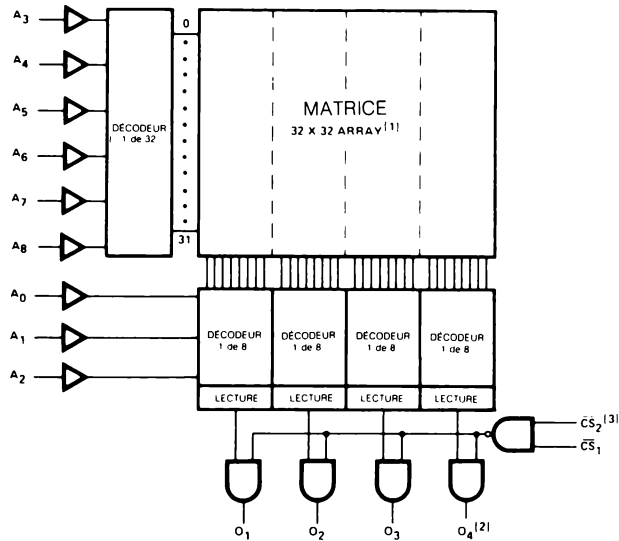 A3
A4
A5
A6
A7
A8
A0
A1
A2
DÉCODEUR
1 de 32
0
31
MATRICE
32 X 32 ARRAY(1)
DÉCODEUR
1 de 8
DÉCODEUR
1 de 8
DÉCODEUR
1 de 8
DÉCODEUR
1 de 8
LECTURE
LECTURE
LECTURE
LECTURE
C̅S̅2(3)
C̅S̅1
O1
O2
O3
O4(2)